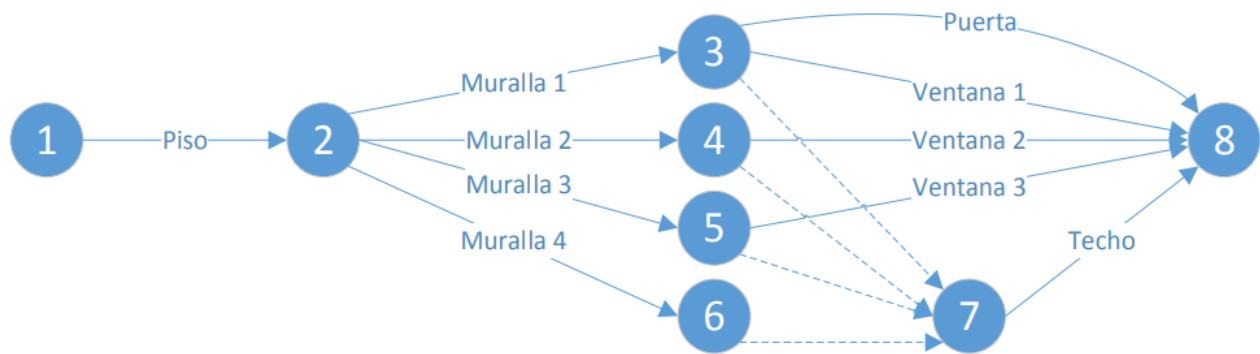 Puerta
3
Muralla 1
Ventana 1
1
Piso
2
Muralla 2
4
Ventana 2
8
Muralla 3
Ventana 3
5
Muralla 4
Techo
6
7